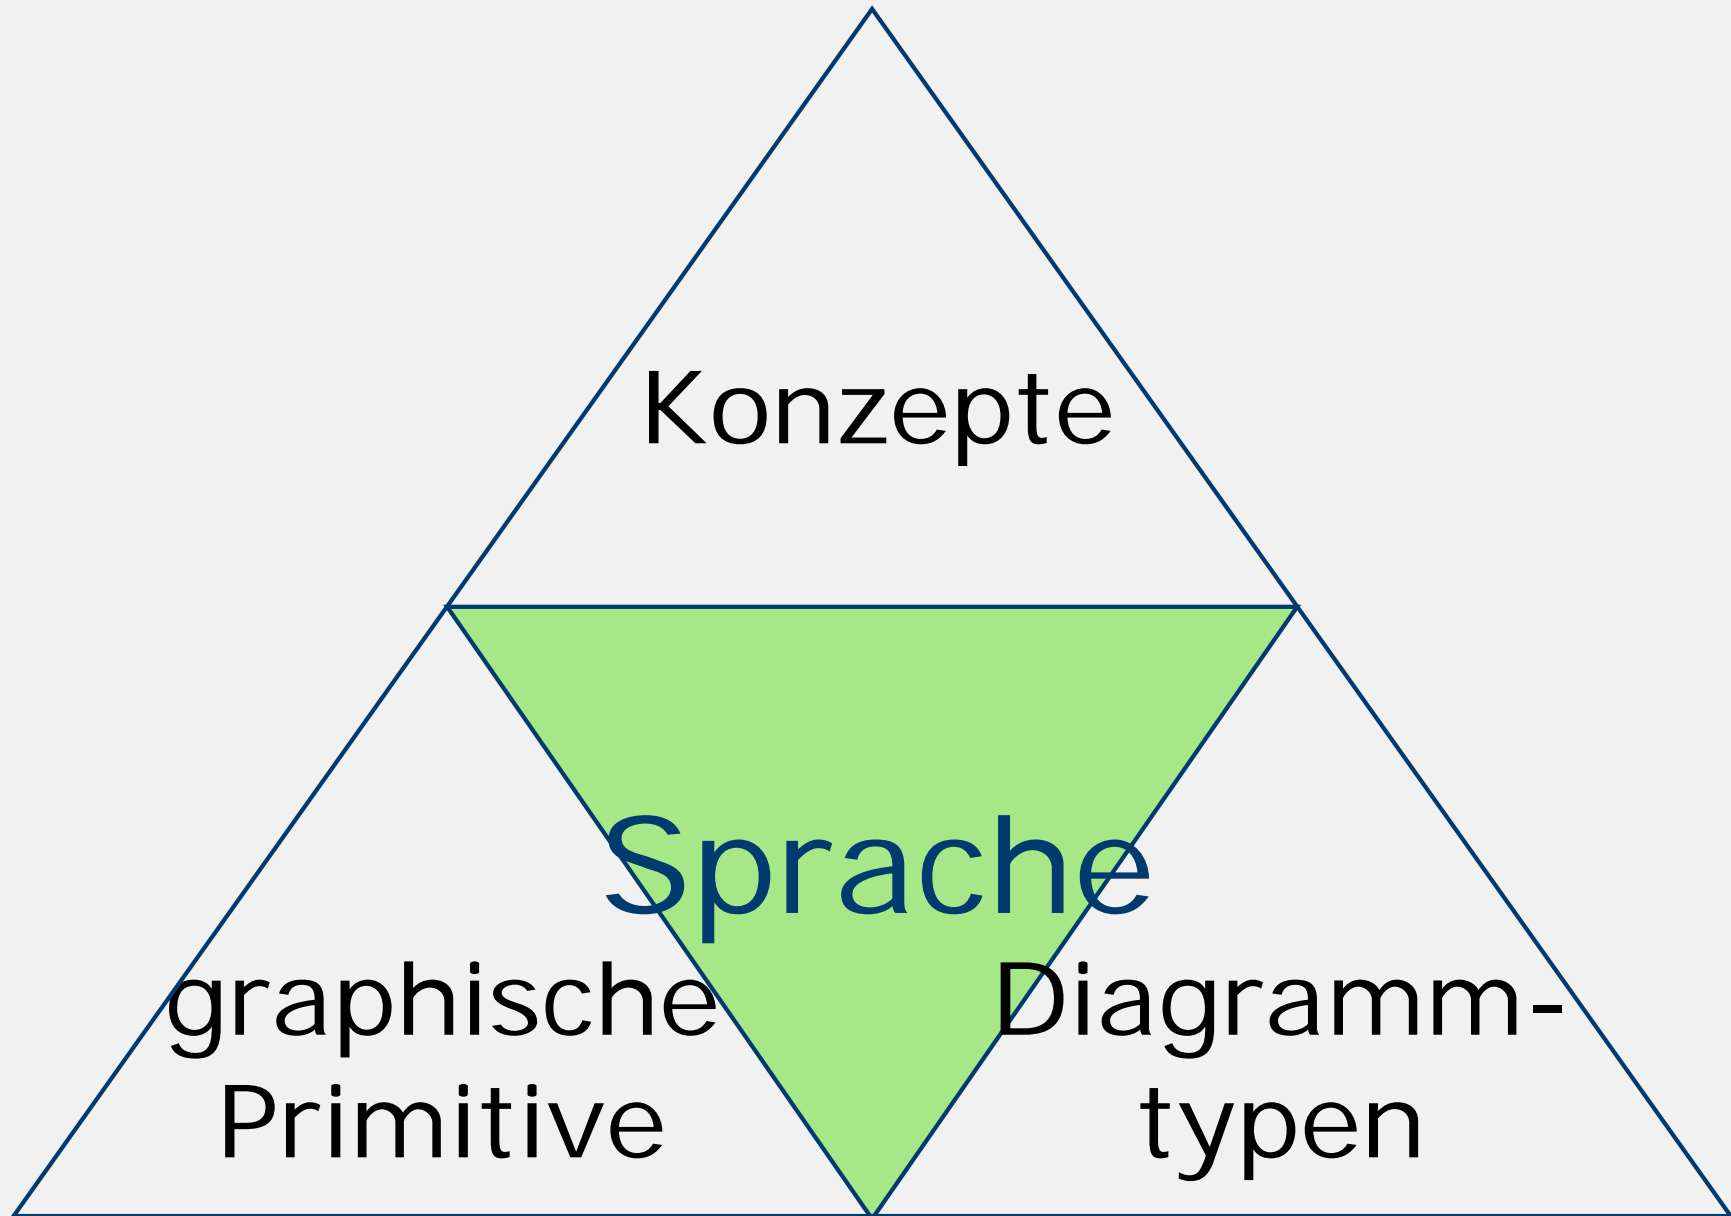 Konzepte
Sprache
graphische
Primitive
Diagramm-
typen